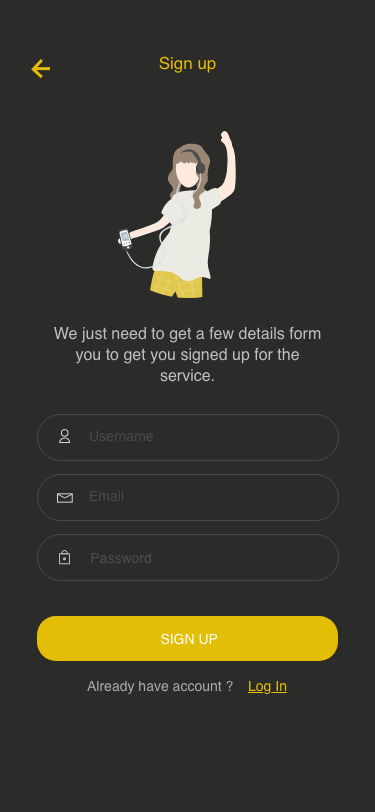 Sign up
We just need to get a few details form
you to get you signed up for the
service.
Username
Email
Password
SIGN UP
Already have account ? Log In